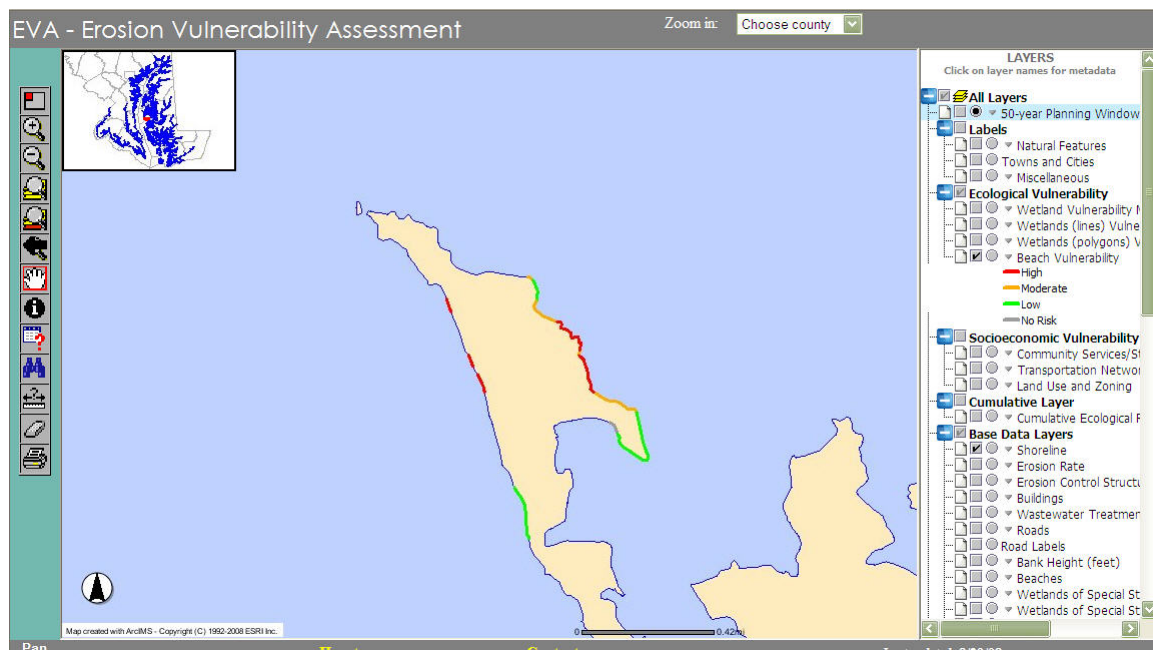 EVA - Erosion Vulnerability Assessment
Zoom in:
Choose county
LAYERS
Click on layer names for metadata
All Layers
50-year Planning Window
Labels
Natural Features
Towns and Cities
Miscellaneous
Ecological Vulnerability
Wetland Vulnerability
Wetlands (lines) Vulne
Wetlands (polygons) V
Beach Vulnerability
High
Moderate
Low
No Risk
Socioeconomic Vulnerability
Community Services/St
Transportation Networ
Land Use and Zoning
Cumulative Layer
Cumulative Ecological
Base Data Layers
Shoreline
Erosion Rate
Erosion Control Structu
Buildings
Wastewater Treatmen
Roads
Road Labels
Bank Height (feet)
Beaches
Wetlands of Special St
Wetlands of Special St
Map created with ArcIMS - Copyright (C) 1992-2008 ESRI Inc.
0 0.42mi
Pan